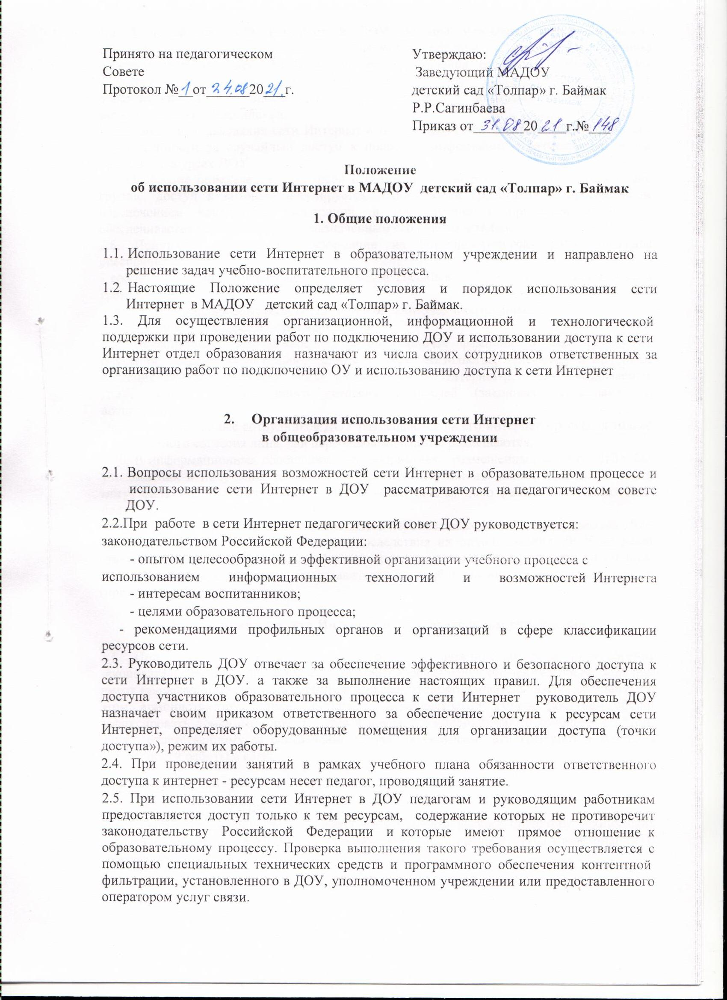 Принято на педагогическом
Совете
Протокол № 1 от 24.08 2021 г.
Утверждаю:
Заведующий МАДОУ
детский сад «Толпар» г. Баймак
Р.Р.Сагинбаева
Приказ от 31.08 2021 г.№ 148
Положение
об использовании сети Интернет в МАДОУ детский сад «Толпар» г. Баймак
1. Общие положения
1.1. Использование сети Интернет в образовательном учреждении и направлено на
решение задач учебно-воспитательного процесса.
1.2. Настоящие Положение определяет условия и порядок использования сети
Интернет в МАДОУ детский сад «Толпар» г. Баймак.
1.3. Для осуществления организационной, информационной и технологической
поддержки при проведении работ по подключению ДОУ и использовании доступа к сети
Интернет отдел образования назначают из числа своих сотрудников ответственных за
организацию работ по подключению ОУ и использованию доступа к сети Интернет
2. Организация использования сети Интернет
в общеобразовательном учреждении
2.1. Вопросы использования возможностей сети Интернет в образовательном процессе и
использование сети Интернет в ДОУ рассматриваются на педагогическом совете
ДОУ.
2.2.При работе в сети Интернет педагогический совет ДОУ руководствуется:
законодательством Российской Федерации:
- опытом целесообразной и эффективной организации учебного процесса с
использованием информационных технологий и возможностей Интернета
- интересам воспитанников;
- целями образовательного процесса;
- рекомендациями профильных органов и организаций в сфере классификации
ресурсов сети.
2.3. Руководитель ДОУ отвечает за обеспечение эффективного и безопасного доступа к
сети Интернет в ДОУ. а также за выполнение настоящих правил. Для обеспечения
доступа участников образовательного процесса к сети Интернет руководитель ДОУ
назначает своим приказом ответственного за обеспечение доступа к ресурсам сети
Интернет, определяет оборудованные помещения для организации доступа (точки
доступа»), режим их работы.
2.4. При проведении занятий в рамках учебного плана обязанности ответственного
доступа к интернет - ресурсам несет педагог, проводящий занятие.
2.5. При использовании сети Интернет в ДОУ педагогам и руководящим работникам
предоставляется доступ только к тем ресурсам, содержание которых не противоречит
законодательству Российской Федерации и которые имеют прямое отношение к
образовательному процессу. Проверка выполнения такого требования осуществляется с
помощью специальных технических средств и программного обеспечения контентной
фильтрации, установленного в ДОУ, уполномоченном учреждении или предоставленного
оператором услуг связи.